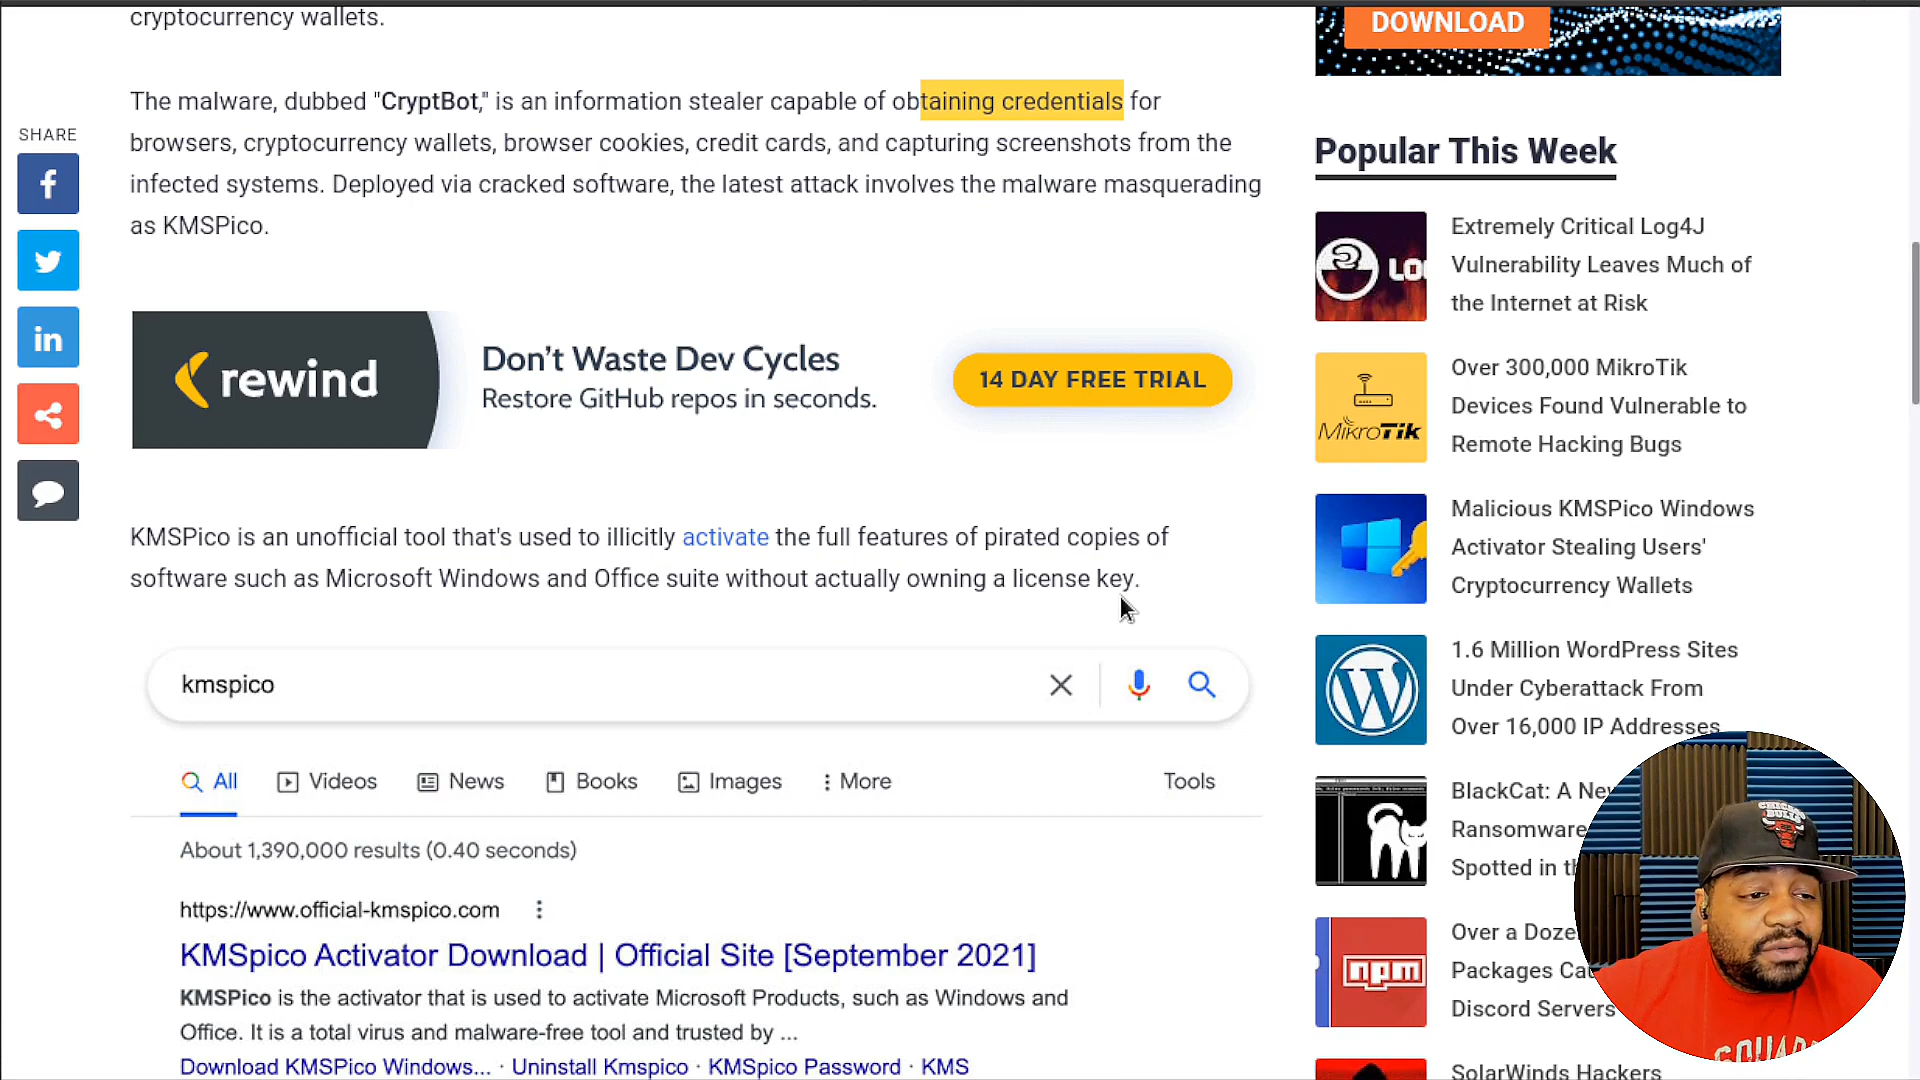 cryptocurrency wallets.
DOWNLOAD
The malware, dubbed "CryptBot," is an information stealer capable of obtaining credentials for
browsers, cryptocurrency wallets, browser cookies, credit cards, and capturing screenshots from the
infected systems. Deployed via cracked software, the latest attack involves the malware masquerading
as KMSPico.
SHARE
rewind
Don't Waste Dev Cycles
Restore GitHub repos in seconds.
14 DAY FREE TRIAL
KMSPico is an unofficial tool that's used to illicitly activate the full features of pirated copies of
software such as Microsoft Windows and Office suite without actually owning a license key.
kmspico
All
Videos
News
Books
Images
More
Tools
About 1,390,000 results (0.40 seconds)
https://www.official-kmspico.com
KMSpico Activator Download | Official Site [September 2021]
KMSPico is the activator that is used to activate Microsoft Products, such as Windows and
Office. It is a total virus and malware-free tool and trusted by ...
Download KMSPico Windows... · Uninstall Kmspico · KMSpico Password · KMS
Popular This Week
Extremely Critical Log4J
Vulnerability Leaves Much of
the Internet at Risk
MikroTik
Over 300,000 MikroTik
Devices Found Vulnerable to
Remote Hacking Bugs
Malicious KMSPico Windows
Activator Stealing Users'
Cryptocurrency Wallets
1.6 Million WordPress Sites
Under Cyberattack From
Over 16,000 IP Addresses
BlackCat: A New
Ransomware
Spotted in
npm
Over a
Packages
Discord Servers
SolarWinds Hackers
CHICAGO
BULLS